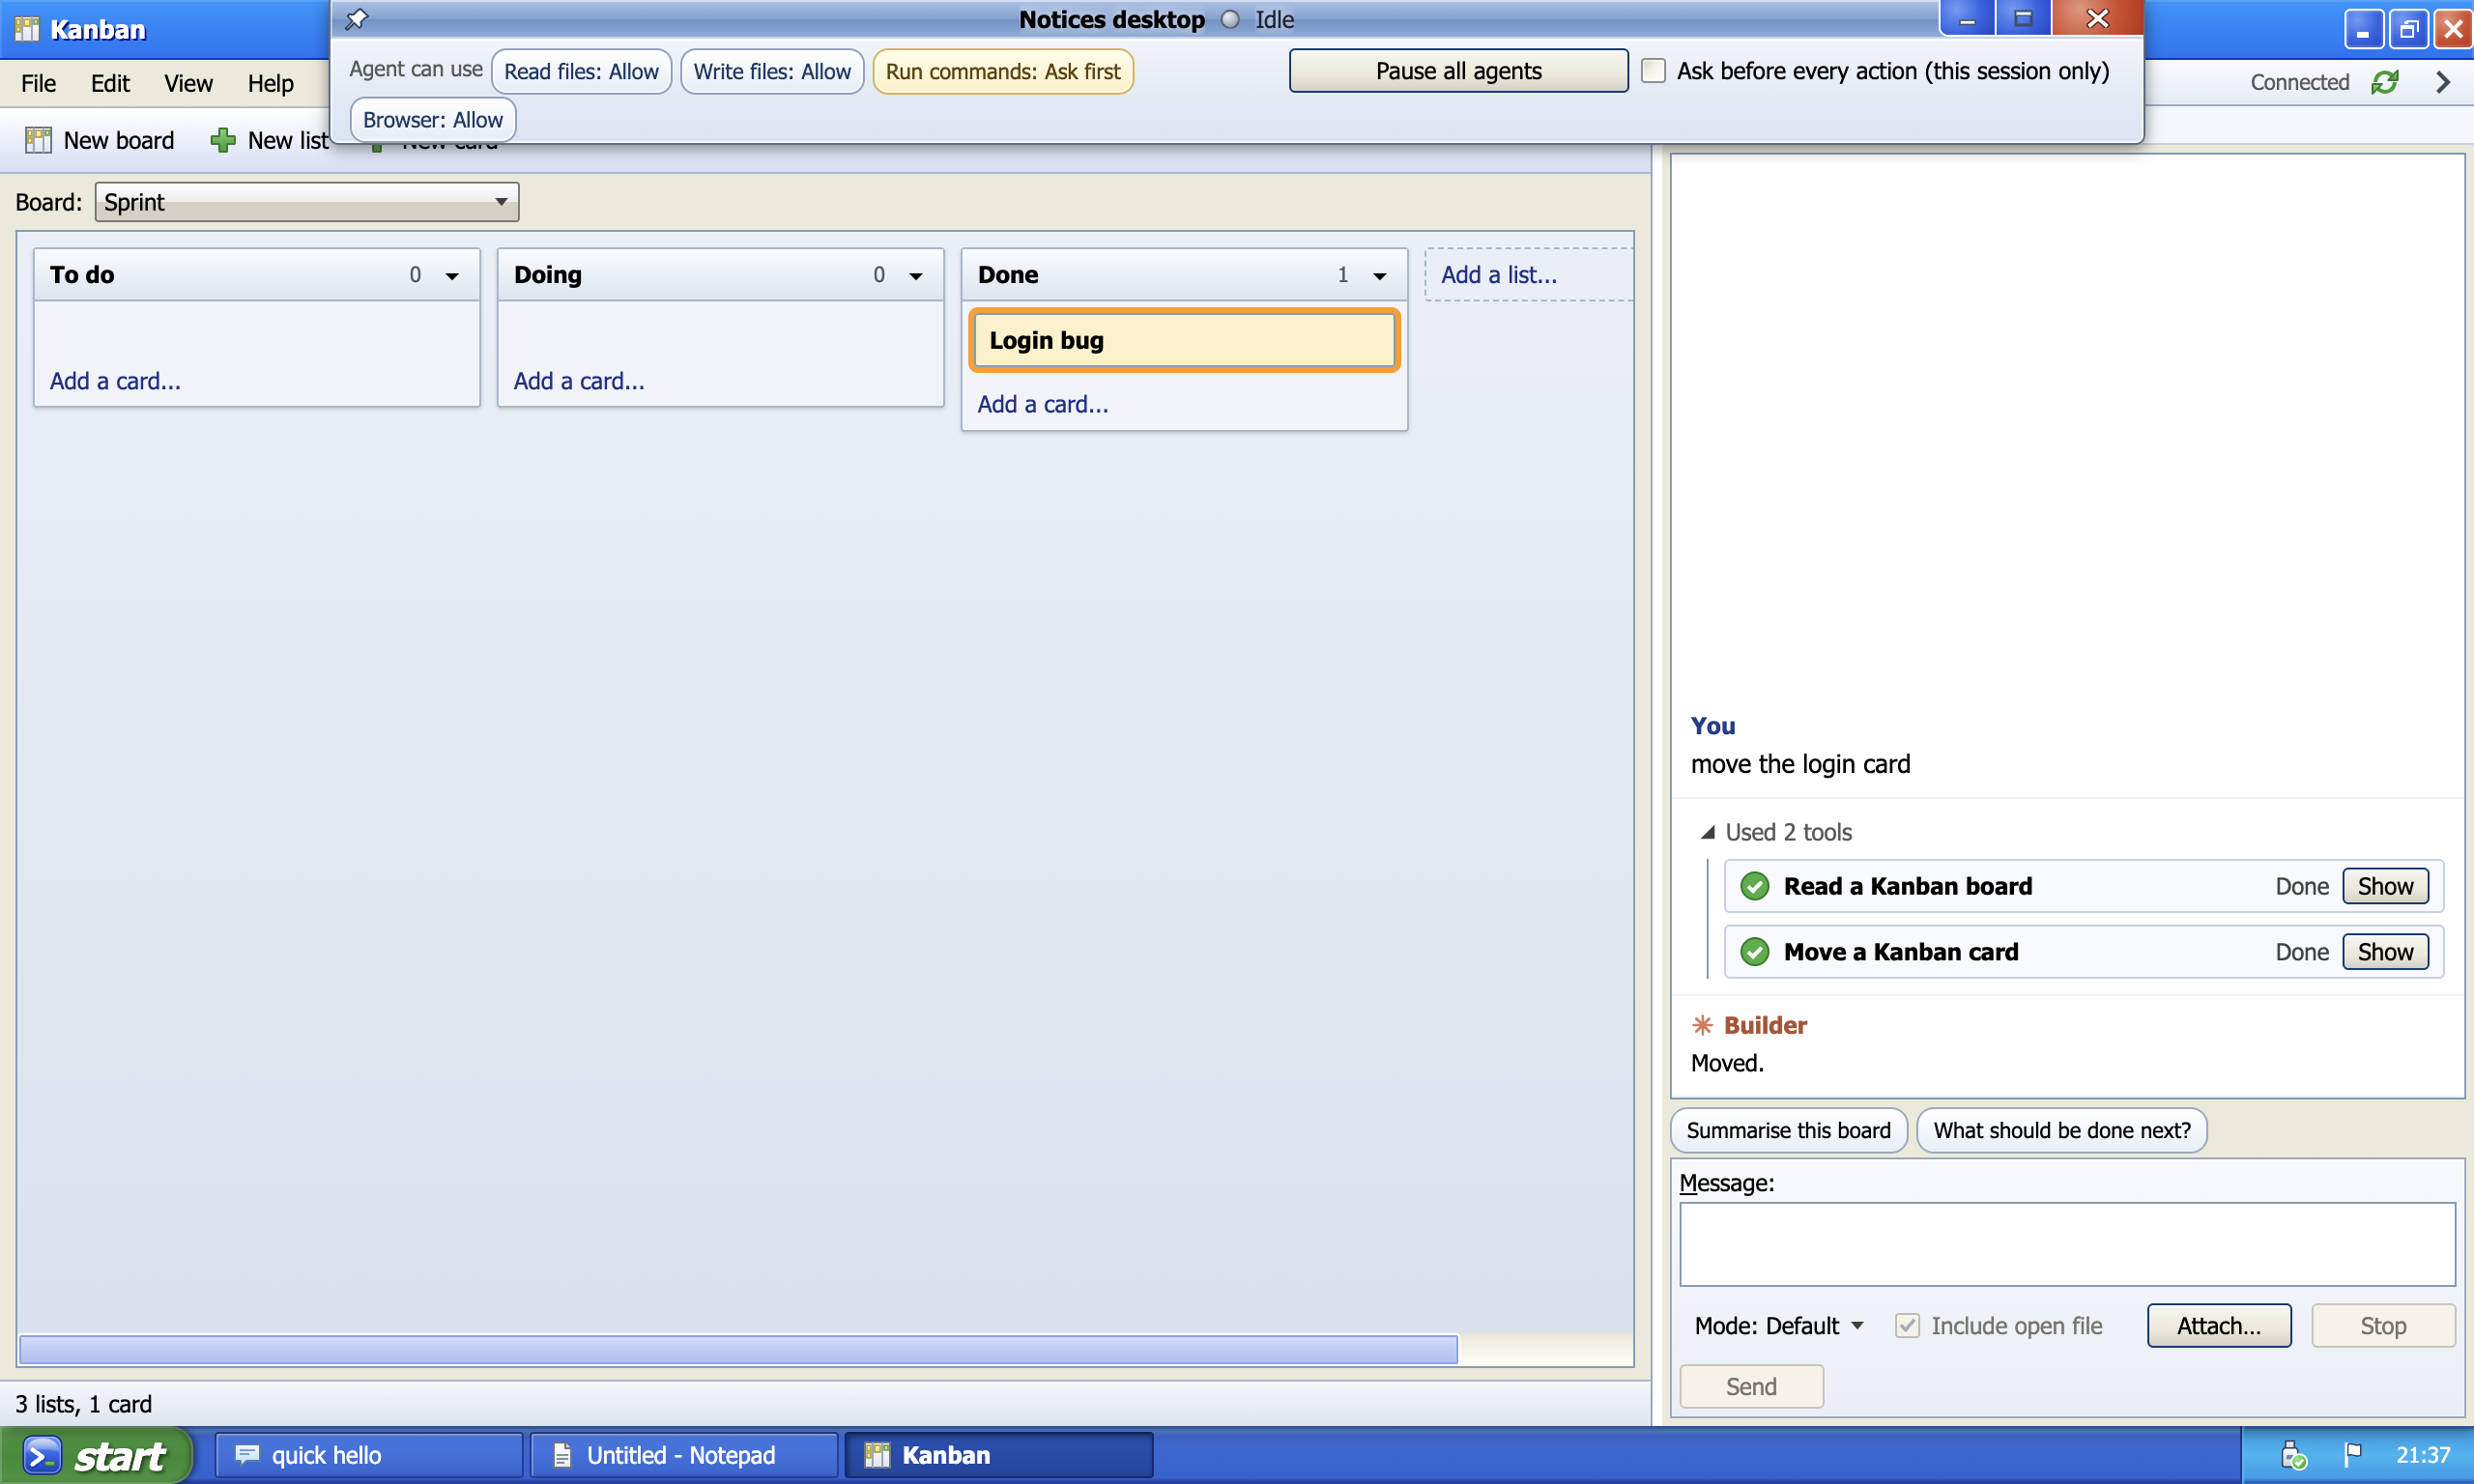 Kanban
Notices desktop Idle
File Edit View Help
Agent can use Read files: Allow Write files: Allow Run commands: Ask first
Browser: Allow
Pause all agents
Ask before every action (this session only)
Connected
New board New list New card
Board: Sprint
To do 0
Add a card...
Doing 0
Add a card...
Done 1
Login bug
Add a card...
Add a list...
You
move the login card
Used 2 tools
Read a Kanban board Done Show
Move a Kanban card Done Show
Builder
Moved.
Summarise this board What should be done next?
Message:
Mode: Default Include open file Attach... Stop
Send
3 lists, 1 card
start quick hello Untitled - Notepad Kanban 21:37